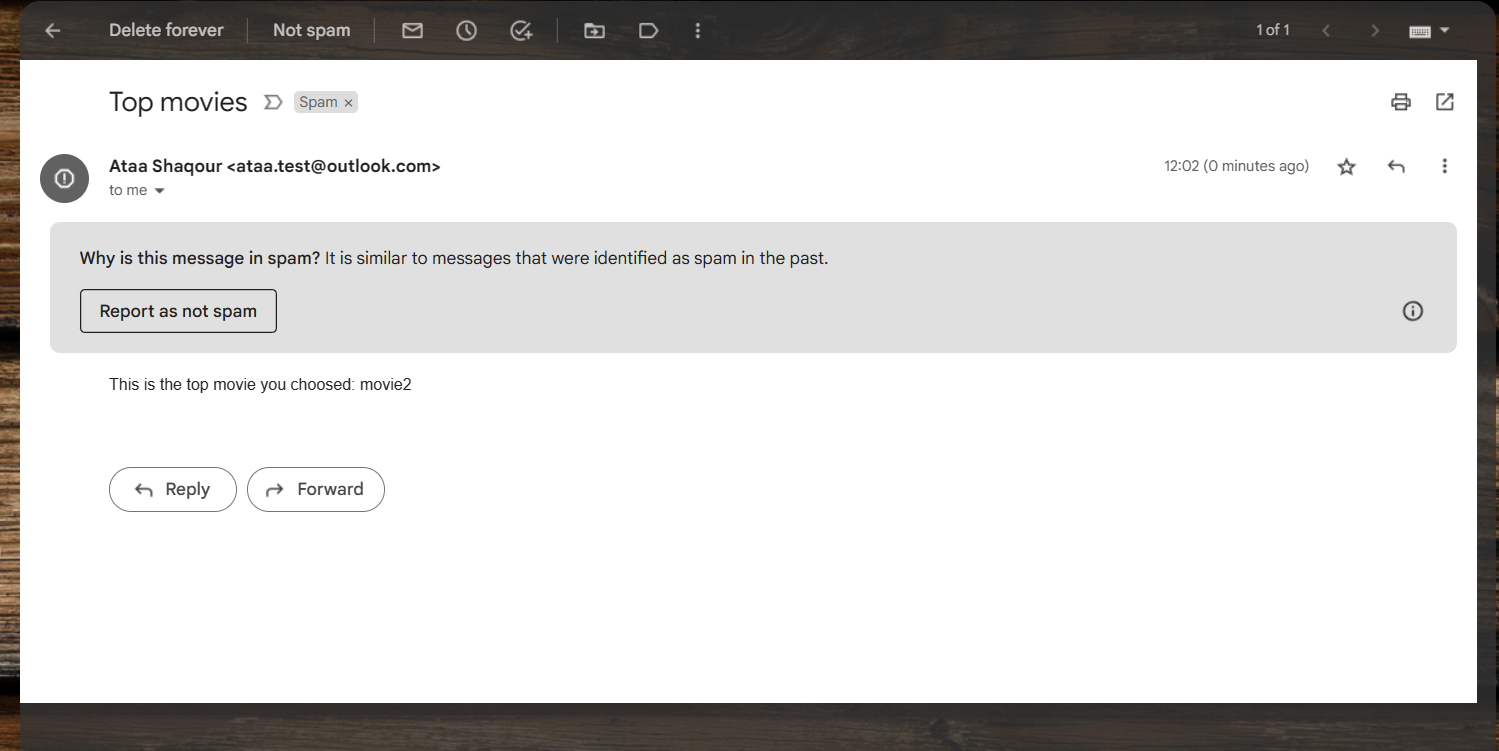 Delete forever Not spam 1 of 1
Top movies Spam ×
Ataa Shaqour <ataa.test@outlook.com> 12:02 (0 minutes ago)
to me
Why is this message in spam? It is similar to messages that were identified as spam in the past.
Report as not spam
This is the top movie you choosed: movie2
Reply Forward